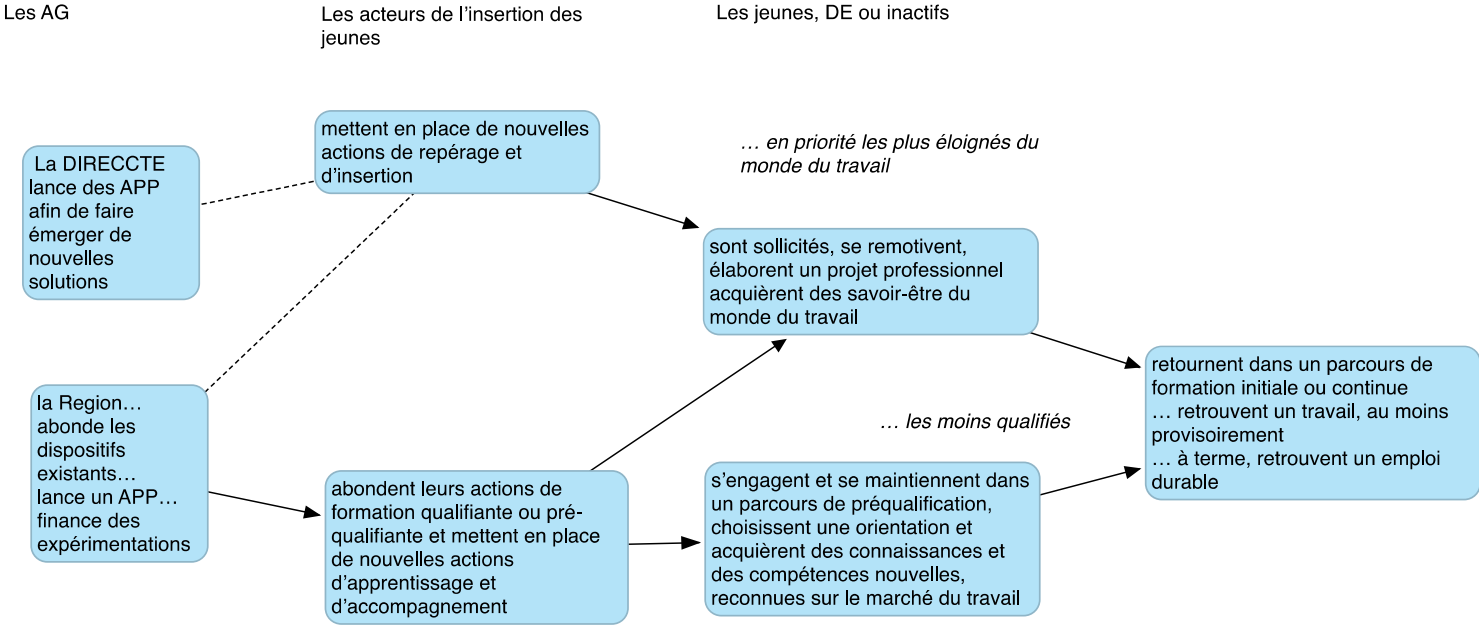 Les AG
Les acteurs de l’insertion des
jeunes
Les jeunes, DE ou inactifs
La DIRECCTE
lance des APP
afin de faire
émerger de
nouvelles
solutions
la Region…
abonde les
dispositifs
existants…
lance un APP…
finance des
expérimentations
mettent en place de nouvelles
actions de repérage et
d’insertion
abondent leurs actions de
formation qualifiante ou pré-
qualifiante et mettent en place
de nouvelles actions
d’apprentissage et
d’accompagnement
… en priorité les plus éloignés du
monde du travail
sont sollicités, se remotivent,
élaborent un projet professionnel
acquièrent des savoir-être du
monde du travail
… les moins qualifiés
s’engagent et se maintiennent dans
un parcours de préqualification,
choisissent une orientation et
acquièrent des connaissances et
des compétences nouvelles,
reconnues sur le marché du travail
retournent dans un parcours de
formation initiale ou continue
… retrouvent un travail, au moins
provisoirement
… à terme, retrouvent un emploi
durable